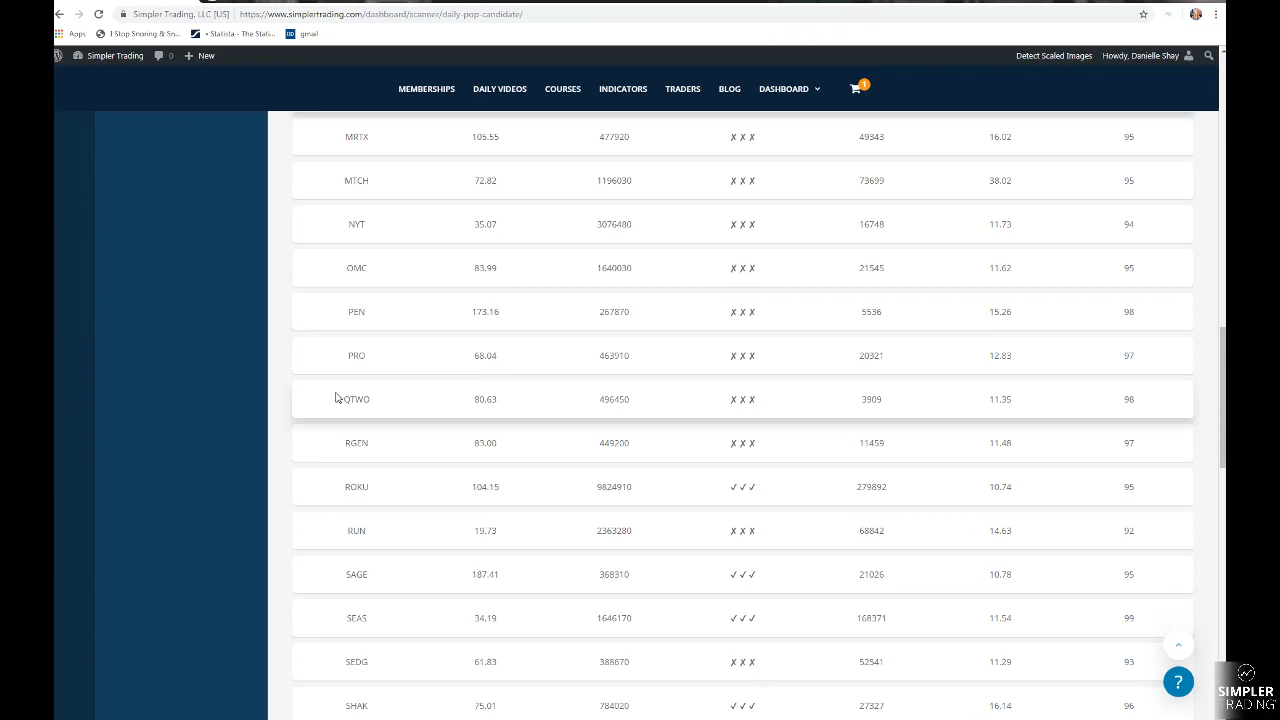 Simpler Trading, LLC [US] https://www.simplertrading.com/dashboard/scanner/daily-pop-candidate/
Apps I Stop Snoring & Sn... • Statista - The Stati... ISO gmail
Simpler Trading 0 New Detect Scaled Images Howdy, Danielle Shay
MEMBERSHIPS DAILY VIDEOS COURSES INDICATORS TRADERS BLOG DASHBOARD 1
MRTX 105.55 477920 ✗ ✗ ✗ 49343 16.02 95
MTCH 72.82 1196030 ✗ ✗ ✗ 73699 38.02 95
NYT 35.07 3076480 ✗ ✗ ✗ 16748 11.73 94
OMC 83.99 1640030 ✗ ✗ ✗ 21545 11.62 95
PEN 173.16 267870 ✗ ✗ ✗ 5536 15.26 98
PRO 68.04 463910 ✗ ✗ ✗ 20321 12.83 97
QTWO 80.63 496450 ✗ ✗ ✗ 3909 11.35 98
RGEN 83.00 449200 ✗ ✗ ✗ 11459 11.48 97
ROKU 104.15 9824910 ✓ ✓ ✓ 279892 10.74 95
RUN 19.73 2363280 ✗ ✗ ✗ 68842 14.63 92
SAGE 187.41 368310 ✓ ✓ ✓ 21026 10.78 95
SEAS 34.19 1646170 ✓ ✓ ✓ 168371 11.54 99
SEDG 61.83 388670 ✗ ✗ ✗ 52541 11.29 93
SHAK 75.01 784020 ✓ ✓ ✓ 27327 16.14 96
?
SIMPLER
TRADING